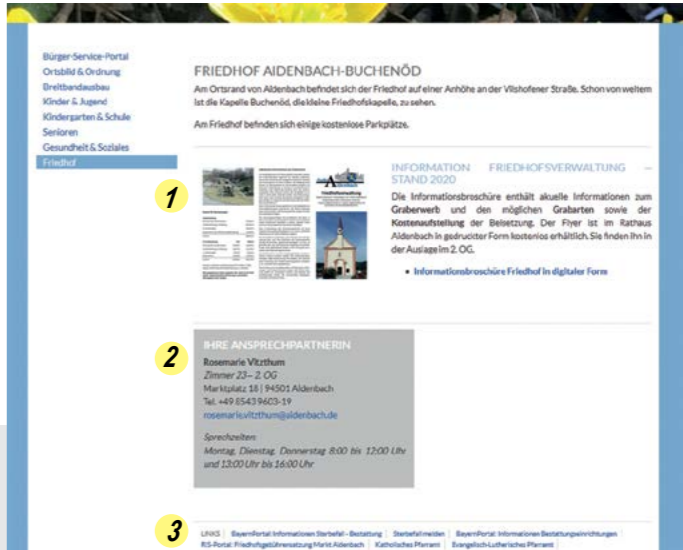 Bürger-Service-Portal
Ortsbild & Ordnung
Breitbandausbau
Kinder & Jugend
Kindergarten & Schule
Senioren
Gesundheit & Soziales
Friedhof
FRIEDHOF AIDENBACH-BUCHENÖD
Am Ortsrand von Aidenbach befindet sich der Friedhof auf einer Anhöhe an der Vilshofener Straße. Schon von weitem
ist die Kapelle Buchenöd, die kleine Friedhofskapelle, zu sehen.
Am Friedhof befinden sich einige kostenlose Parkplätze.
1
Aidenbach
Friedhofsverwaltung
INFORMATION FRIEDHOFSVERWALTUNG –
STAND 2020
Die Informationsbroschüre enthält akuelle Informationen zum
Graberwerb und den möglichen Grabarten sowie der
Kostenaufstellung der Beisetzung. Der Flyer ist im Rathaus
Aidenbach in gedruckter Form kostenlos erhältlich. Sie finden ihn in
der Auslage im 2. OG.
• Informationsbroschüre Friedhof in digitaler Form
2
IHRE ANSPRECHPARTNERIN
Rosemarie Vitzthum
Zimmer 23– 2. OG
Marktplatz 18 | 94501 Aidenbach
Tel. +49 8543 9603-19
rosemarie.vitzthum@aidenbach.de
Sprechzeiten:
Montag, Dienstag, Donnerstag 8:00 bis 12:00 Uhr
und 13:00 Uhr bis 16:00 Uhr
3
LINKS | BayernPortal: Informationen Sterbefall – Bestattung | Sterbefall melden | BayernPortal: Informationen Bestattungseinrichtungen |
RIS-Portal: Friedhofsgebührensatzung Markt Aidenbach | Katholisches Pfarramt | Evangelisch-Lutherisches Pfarramt |